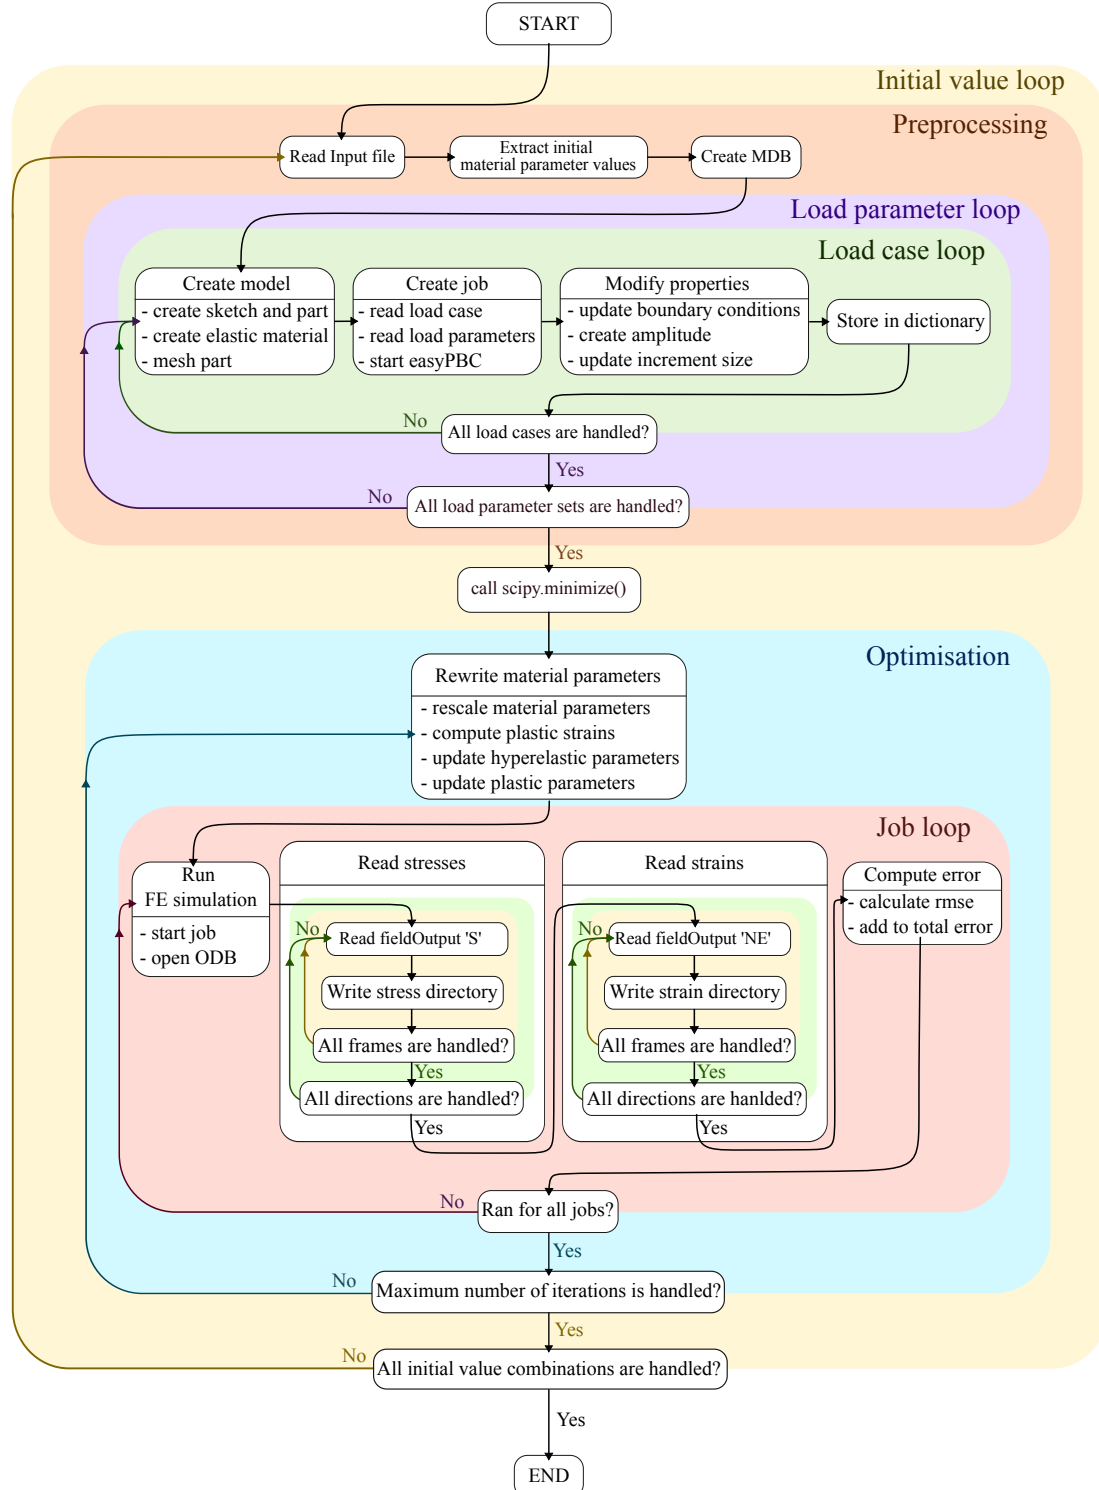 START
Initial value loop
Preprocessing
Read Input file
Extract initial
material parameter values
Create MDB
Load parameter loop
Load case loop
Create model
- create sketch and part
- create elastic material
- mesh part
Create job
- read load case
- read load parameters
- start easyPBC
Modify properties
- update boundary conditions
- create amplitude
- update increment size
Store in dictionary
No
All load cases are handled?
Yes
No
All load parameter sets are handled?
Yes
call scipy.minimize()
Optimisation
Rewrite material parameters
- rescale material parameters
- compute plastic strains
- update hyperelastic parameters
- update plastic parameters
Job loop
Run
FE simulation
- start job
- open ODB
Read stresses
No
Read fieldOutput 'S'
Write stress directory
All frames are handled?
Yes
All directions are handled?
Yes
Read strains
No
Read fieldOutput 'NE'
Write strain directory
All frames are handled?
Yes
All directions are hanlded?
Yes
Compute error
- calculate rmse
- add to total error
No
Ran for all jobs?
Yes
No
Maximum number of iterations is handled?
Yes
No
All initial value combinations are handled?
Yes
END